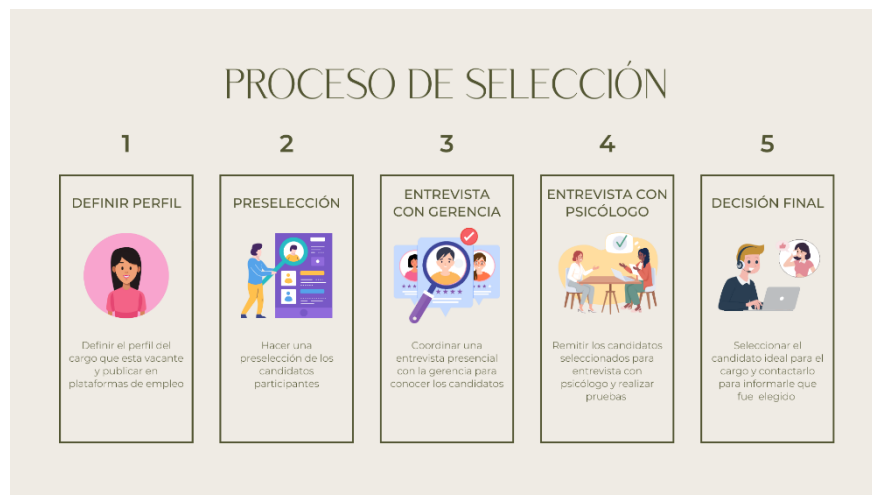 PROCESO DE SELECCIÓN
1
DEFINIR PERFIL
Definir el perfil del
cargo que esta vacante
y publicar en
plataformas de empleo
2
PRESELECCIÓN
Hacer una
preselección de los
candidatos
participantes
3
ENTREVISTA
CON GERENCIA
Coordinar una
entrevista presencial
con la gerencia para
conocer los candidatos
4
ENTREVISTA CON
PSICÓLOGO
Remitir los candidatos
seleccionados para
entrevista con
psicólogo y realizar
pruebas
5
DECISIÓN FINAL
Seleccionar el
candidato ideal para el
cargo y contactarlo
para informarle que
fue elegido